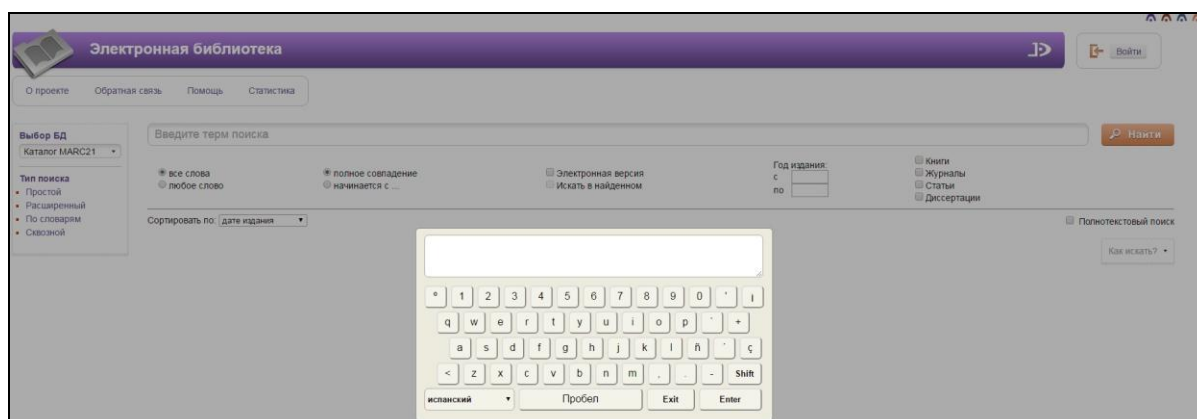 Электронная библиотека
Войти
О проекте Обратная связь Помощь Статистика
Выбор БД
Каталог MARC21
Тип поиска
Простой
Расширенный
По словарям
Сквозной
Введите терм поиска
Найти
все слова
любое слово
полное совпадение
начинается с ...
Электронная версия
Искать в найденном
Год издания:
с
по
Книги
Журналы
Статьи
Диссертации
Сортировать по: дате издания
Полнотекстовый поиск
Как искать?
º 1 2 3 4 5 6 7 8 9 0 '
q w e r t y u i o p ` +
a s d f g h j k l ñ ´ ç
< z x c v b n m , . - Shift
испанский Пробел Exit Enter